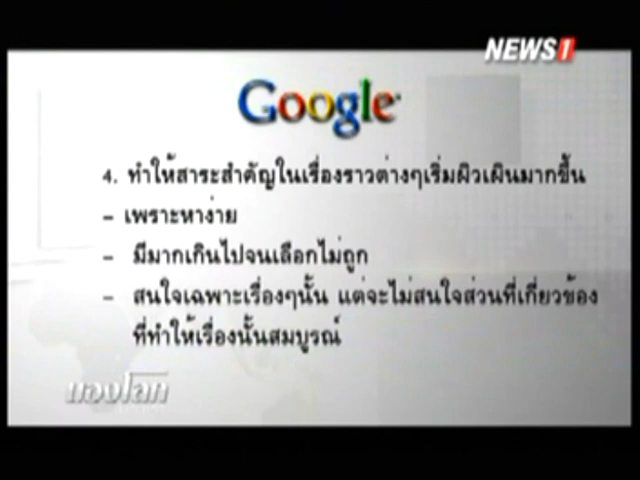 NEWS1
Google
4. ทำให้สาระสำคัญในเรื่องราวต่างๆเริ่มผิวเผินมากขึ้น
- เพราะหาง่าย
- มีมากเกินไปจนเลือกไม่ถูก
- สนใจเฉพาะเรื่องๆนั้น แต่จะไม่สนใจส่วนที่เกี่ยวข้อง
ที่ทำให้เรื่องนั้นสมบูรณ์
มองโลก